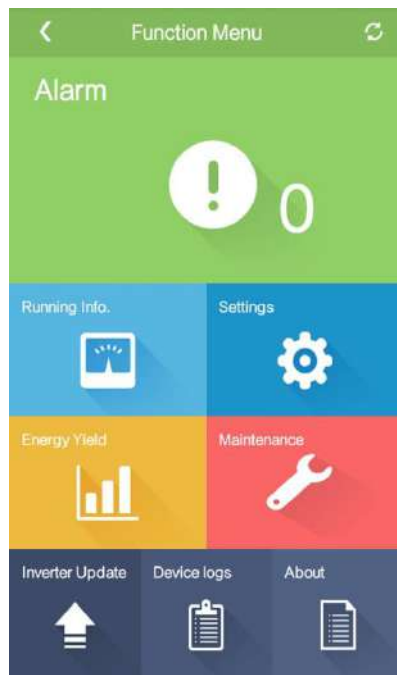 Function Menu
Alarm
0
Running Info.
Settings
Energy Yield
Maintenance
Inverter Update
Device logs
About